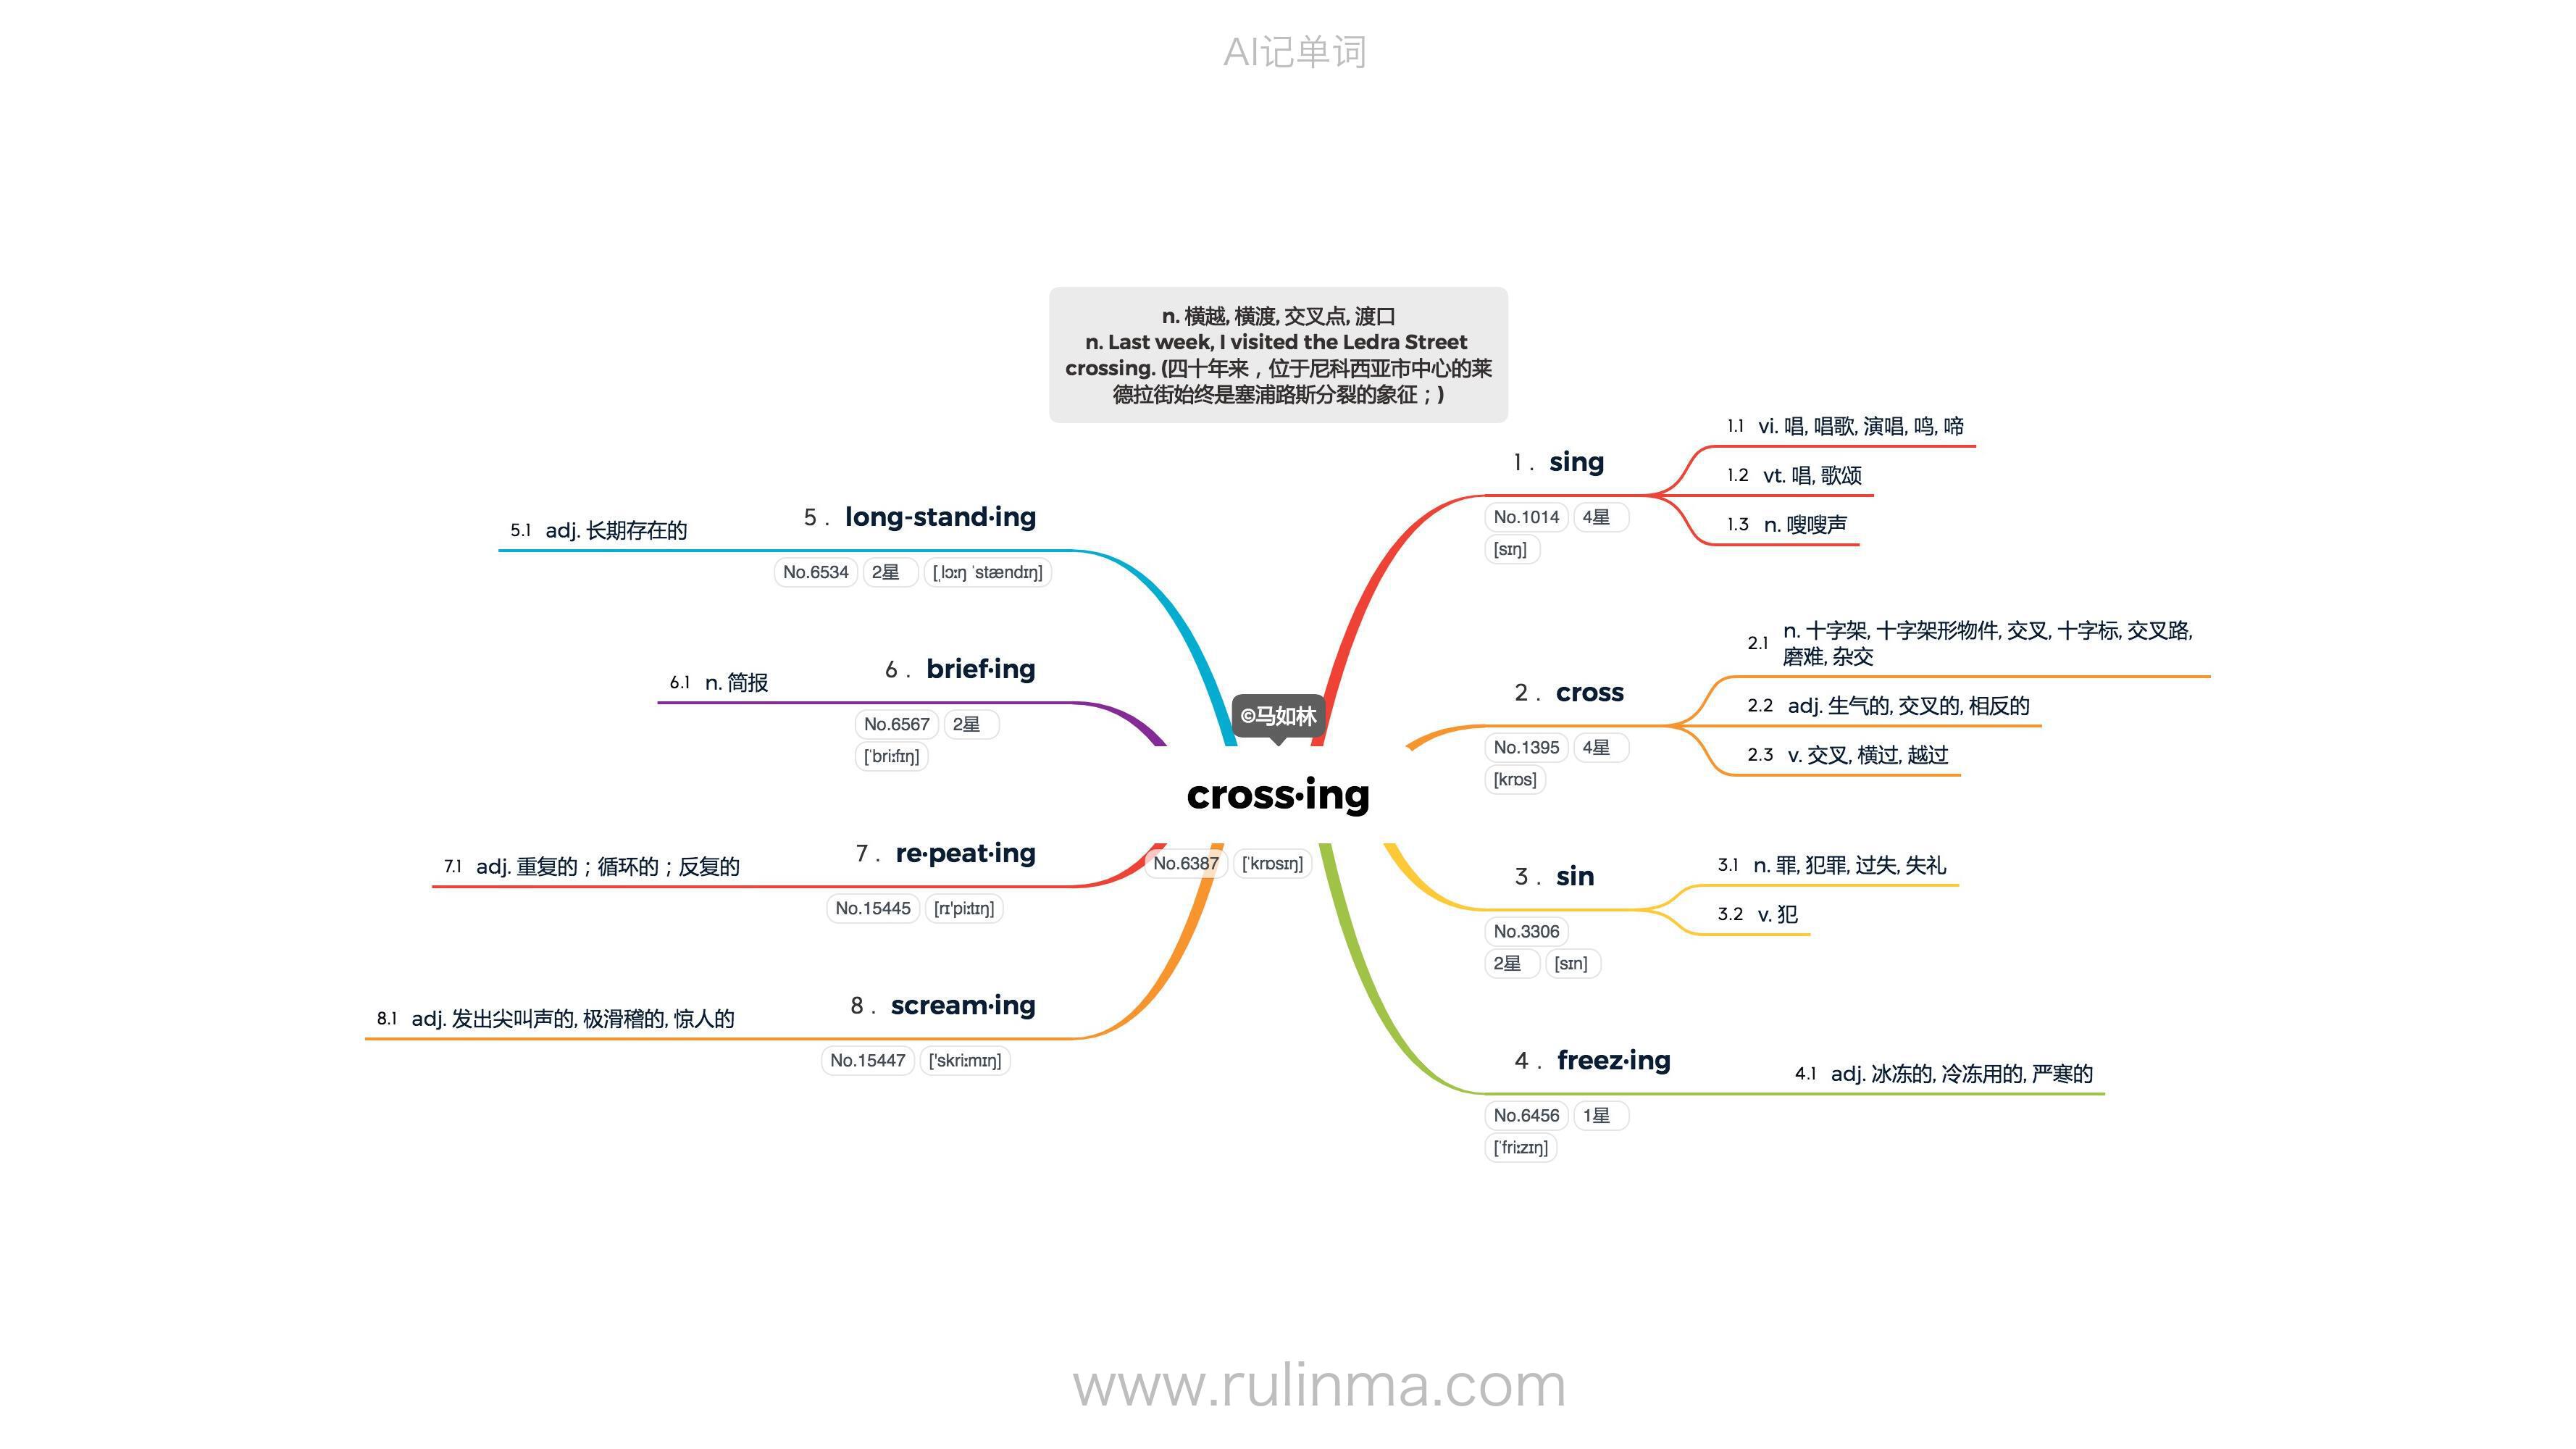 AI记单词
n. 横越, 横渡, 交叉点, 渡口
n. Last week, I visited the Ledra Street
crossing. (四十年来，位于尼科西亚市中心的莱
德拉街始终是塞浦路斯分裂的象征；)
©马如林
cross·ing
No.6387 [ˈkrɒsɪŋ]
1. sing
No.1014 4星
[sɪŋ]
1.1 vi. 唱, 唱歌, 演唱, 鸣, 啼
1.2 vt. 唱, 歌颂
1.3 n. 嗖嗖声
2. cross
No.1395 4星
[krɒs]
2.1 n. 十字架, 十字架形物件, 交叉, 十字标, 交叉路,
磨难, 杂交
2.2 adj. 生气的, 交叉的, 相反的
2.3 v. 交叉, 横过, 越过
3. sin
No.3306
2星 [sɪn]
3.1 n. 罪, 犯罪, 过失, 失礼
3.2 v. 犯
4. freez·ing
No.6456 1星
[ˈfriːzɪŋ]
4.1 adj. 冰冻的, 冷冻用的, 严寒的
5. long-stand·ing
No.6534 2星 [ˌlɔːŋ ˈstændɪŋ]
5.1 adj. 长期存在的
6. brief·ing
No.6567 2星
[ˈbriːfɪŋ]
6.1 n. 简报
7. re·peat·ing
No.15445 [rɪ'piːtɪŋ]
7.1 adj. 重复的；循环的；反复的
8. scream·ing
No.15447 ['skriːmɪŋ]
8.1 adj. 发出尖叫声的, 极滑稽的, 惊人的
www.rulinma.com